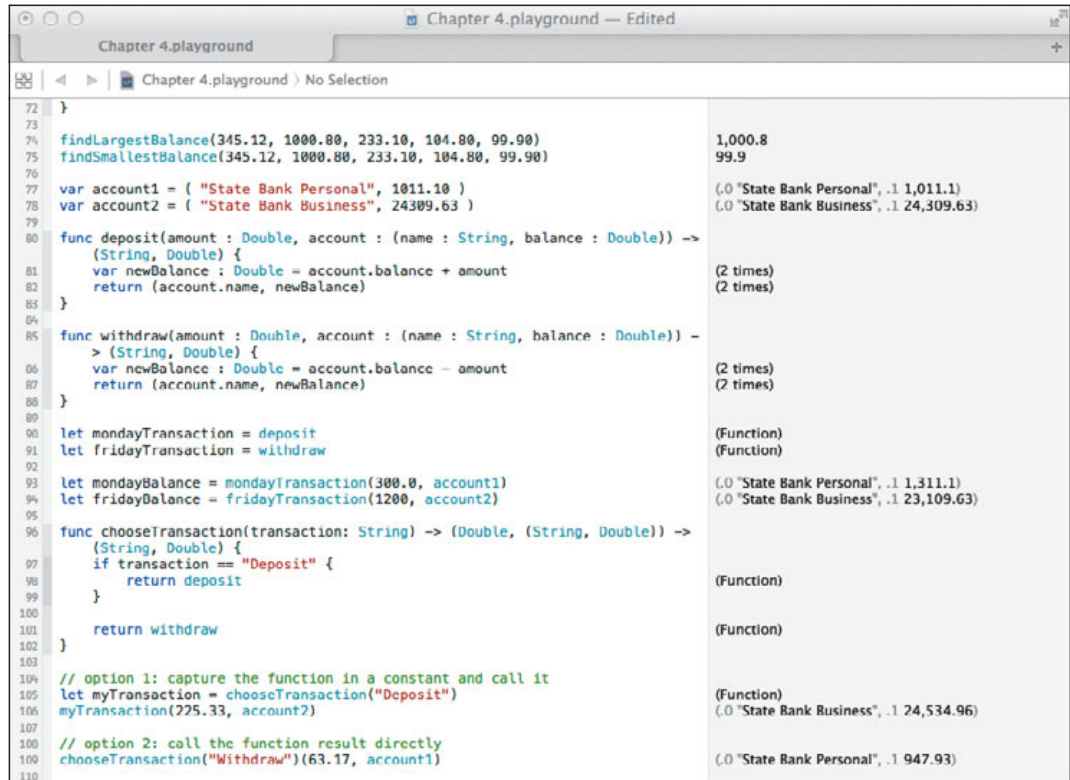 Chapter 4.playground — Edited
Chapter 4.playground
+
Chapter 4.playground 〉 No Selection
72 }
73
74 findLargestBalance(345.12, 1000.80, 233.10, 104.80, 99.90) 1,000.8
75 findSmallestBalance(345.12, 1000.80, 233.10, 104.80, 99.90) 99.9
76
77 var account1 = ( "State Bank Personal", 1011.10 ) (.0 "State Bank Personal", .1 1,011.1)
78 var account2 = ( "State Bank Business", 24309.63 ) (.0 "State Bank Business", .1 24,309.63)
79
80 func deposit(amount : Double, account : (name : String, balance : Double)) ->
(String, Double) {
81 var newBalance : Double = account.balance + amount (2 times)
82 return (account.name, newBalance) (2 times)
83 }
84
85 func withdraw(amount : Double, account : (name : String, balance : Double)) -
> (String, Double) {
86 var newBalance : Double = account.balance - amount (2 times)
87 return (account.name, newBalance) (2 times)
88 }
89
90 let mondayTransaction = deposit (Function)
91 let fridayTransaction = withdraw (Function)
92
93 let mondayBalance = mondayTransaction(300.0, account1) (.0 "State Bank Personal", .1 1,311.1)
94 let fridayBalance = fridayTransaction(1200, account2) (.0 "State Bank Business", .1 23,109.63)
95
96 func chooseTransaction(transaction: String) -> (Double, (String, Double)) ->
(String, Double) {
97 if transaction == "Deposit" {
98 return deposit (Function)
99 }
100
101 return withdraw (Function)
102 }
103
104 // option 1: capture the function in a constant and call it
105 let myTransaction = chooseTransaction("Deposit") (Function)
106 myTransaction(225.33, account2) (.0 "State Bank Business", .1 24,534.96)
107
108 // option 2: call the function result directly
109 chooseTransaction("Withdraw")(63.17, account1) (.0 "State Bank Personal", .1 947.93)
110